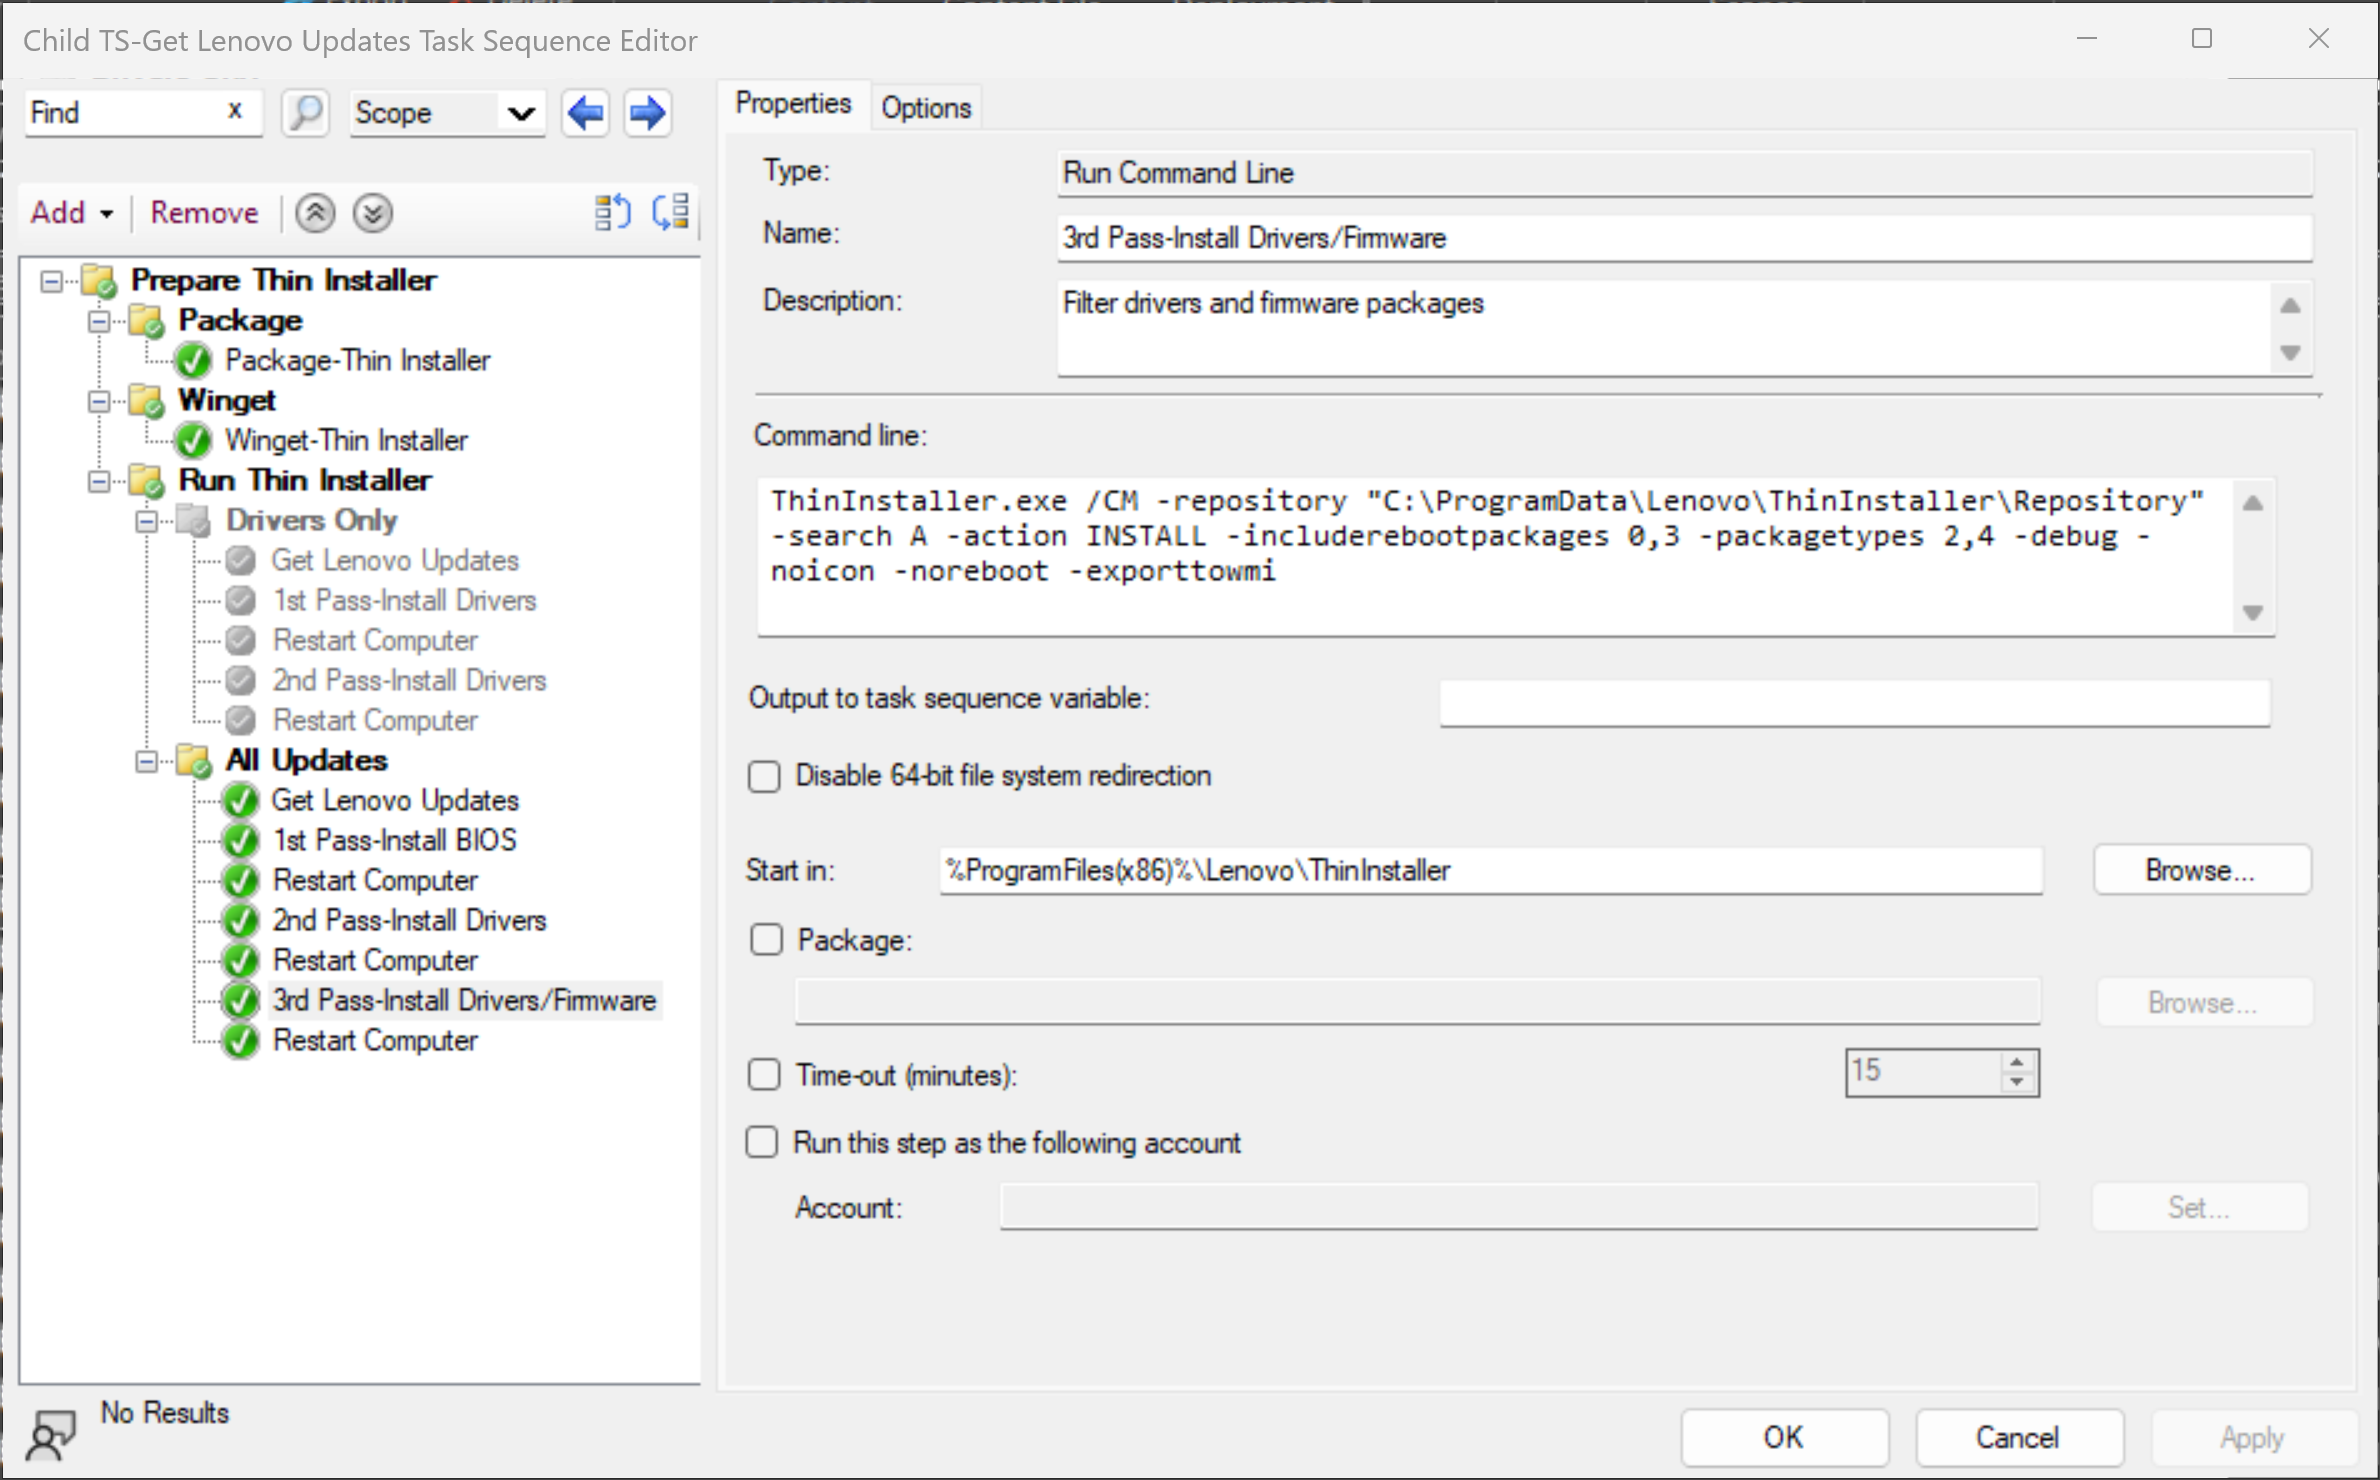 Child TS-Get Lenovo Updates Task Sequence Editor
Find x
Scope
Add
Remove
Prepare Thin Installer
Package
Package-Thin Installer
Winget
Winget-Thin Installer
Run Thin Installer
Drivers Only
Get Lenovo Updates
1st Pass-Install Drivers
Restart Computer
2nd Pass-Install Drivers
Restart Computer
All Updates
Get Lenovo Updates
1st Pass-Install BIOS
Restart Computer
2nd Pass-Install Drivers
Restart Computer
3rd Pass-Install Drivers/Firmware
Restart Computer
No Results
Properties
Options
Type: Run Command Line
Name: 3rd Pass-Install Drivers/Firmware
Description: Filter drivers and firmware packages
Command line:
ThinInstaller.exe /CM -repository "C:\ProgramData\Lenovo\ThinInstaller\Repository"
-search A -action INSTALL -includerebootpackages 0,3 -packagetypes 2,4 -debug -
noicon -noreboot -exporttowmi
Output to task sequence variable:
Disable 64-bit file system redirection
Start in: %ProgramFiles(x86)%\Lenovo\ThinInstaller Browse...
Package:
Browse...
Time-out (minutes): 15
Run this step as the following account
Account: Set...
OK
Cancel
Apply